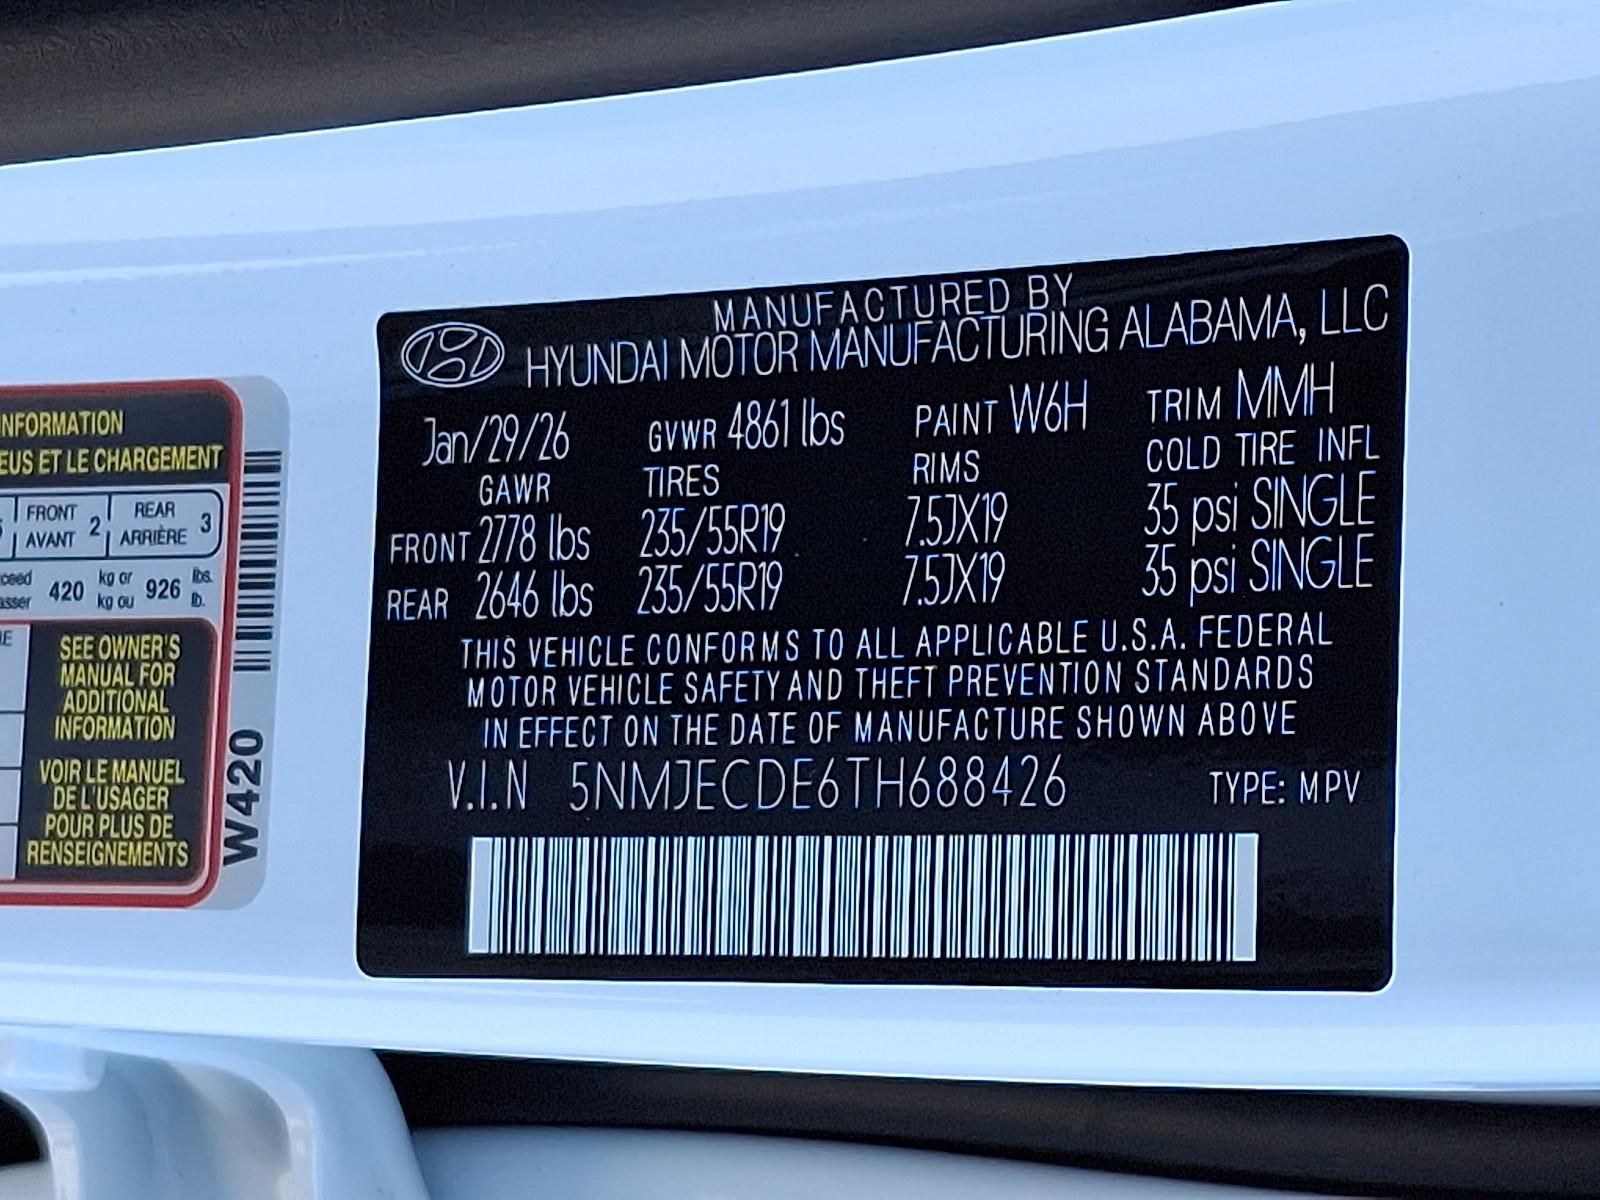 INFORMATION
EUS ET LE CHARGEMENT
FRONT
AVANT 2
REAR
ARRIÈRE 3
420 kg or
kg ou 926 lbs.
lb.
SEE OWNER'S
MANUAL FOR
ADDITIONAL
INFORMATION
VOIR LE MANUEL
DE L'USAGER
POUR PLUS DE
RENSEIGNEMENTS
W420
MANUFACTURED BY
HYUNDAI MOTOR MANUFACTURING ALABAMA, LLC
Jan/29/26 GVWR 4861 lbs PAINT W6H TRIM MMH
GAWR TIRES RIMS COLD TIRE INFL
FRONT 2778 lbs 235/55R19 7.5JX19 35 psi SINGLE
REAR 2646 lbs 235/55R19 7.5JX19 35 psi SINGLE
THIS VEHICLE CONFORMS TO ALL APPLICABLE U.S.A. FEDERAL
MOTOR VEHICLE SAFETY AND THEFT PREVENTION STANDARDS
IN EFFECT ON THE DATE OF MANUFACTURE SHOWN ABOVE
V.I.N 5NMJECDE6TH688426 TYPE: MPV